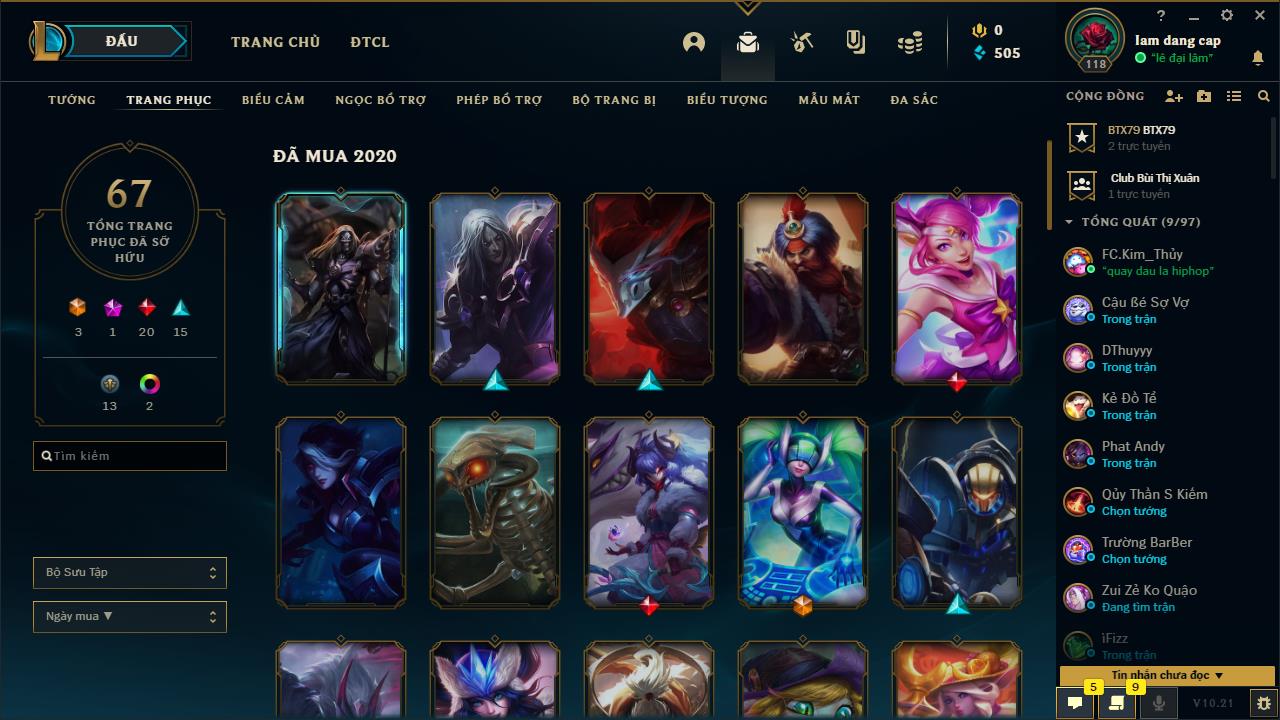 ĐẤU
TRANG CHỦ
ĐTCL
0
505
?
Iam dang cap
"lê đại lâm"
118
TƯỚNG
TRANG PHỤC
BIỂU CẢM
NGỌC BỔ TRỢ
PHÉP BỔ TRỢ
BỘ TRANG BỊ
BIỂU TƯỢNG
MẪU MẮT
ĐA SẮC
67
TỔNG TRANG
PHỤC ĐÃ SỞ
HỮU
3
1
20
15
13
2
Tìm kiếm
Bộ Sưu Tập
Ngày mua ▼
ĐÃ MUA 2020
CỘNG ĐỒNG
BTX79 BTX79
2 trực tuyến
Club Bùi Thị Xuân
1 trực tuyến
TỔNG QUÁT (9/97)
FC.Kim_Thủy
"quay dau la hiphop"
Cậu ßé Sợ Vợ
Trong trận
DThuyyy
Trong trận
Kẻ Đồ Tể
Trong trận
Phat Andy
Trong trận
Qủy Thần S Kiếm
Chọn tướng
Trường BarBer
Chọn tướng
Zui Zẻ Ko Quạo
Đang tìm trận
ìFizz
Trong trận
Tin nhắn chưa đọc ▼
5
9
V10.21